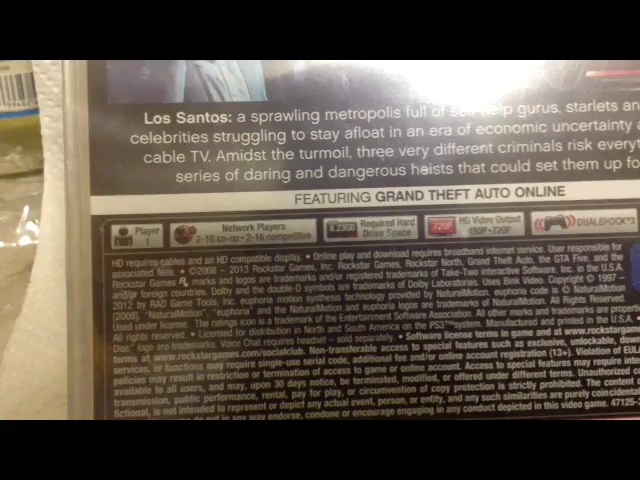 Los Santos: a sprawling metropolis full of self help gurus, starlets an
celebrities struggling to stay afloat in an era of economic uncertainty a
cable TV. Amidst the turmoil, three very different criminals risk everyt
series of daring and dangerous heists that could set them up fo
FEATURING GRAND THEFT AUTO ONLINE
Player
1
Network Players
2-16 co-op • 2-16 competitive
Required Hard
Drive Space
720P
HD Video Output
480P • 720P
DUALSHOCK®3
HD requires cables and an HD compatible display. • Online play and download requires broadband internet service. User responsible for
associated fees. • ©2008 – 2013 Rockstar Games, Inc. Rockstar Games, Rockstar North, Grand Theft Auto, the GTA Five, and the
Rockstar Games R* marks and logos are trademarks and/or registered trademarks of Take-Two Interactive Software, Inc. in the U.S.A.
and/or foreign countries. Dolby and the double-D symbols are trademarks of Dolby Laboratories. Uses Bink Video. Copyright © 1997
2012 by RAD Game Tools, Inc. euphoria motion synthesis technology provided by NaturalMotion. euphoria code is © NaturalMotion
(2008). "NaturalMotion", "euphoria" and the NaturalMotion and euphoria logos are trademarks of NaturalMotion. All Rights Reserved.
Used under license. The ratings icon is a trademark of the Entertainment Software Association. All other marks and trademarks are prope
All rights reserved. • Licensed for distribution in North and South America on the PS3™ system. Manufactured and printed in the U.S.A. •
Disc" logo are trademarks. Voice Chat requires headset – sold separately. • Software license terms in game and at www.rockstargam
terms at www.rockstargames.com/socialclub. Non-transferable access to special features such as exclusive, unlockable, down
services, or functions may require single-use serial code, additional fee and/or online account registration (13+). Violation of EULA
policies may result in restriction or termination of access to game or online account. Access to special features may require inte
available to all users, and may, upon 30 days notice, be terminated, modified, or offered under different terms. Unauthorized co
transmission, public performance, rental, pay for play, or circumvention of copy protection is strictly prohibited. The content
fictional, is not intended to represent or depict any actual event, person, or entity, and any such similarities are purely coincidental
do not in any way endorse, condone or encourage engaging in any conduct depicted in this video game. 47125-